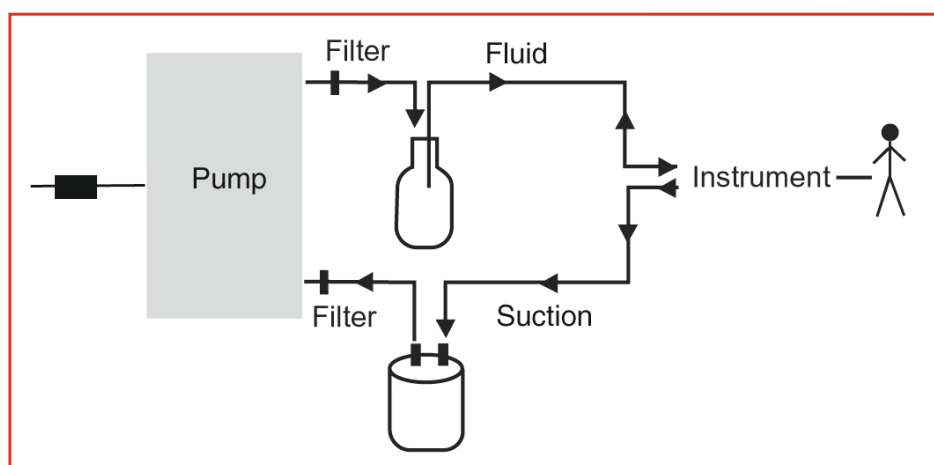 Filter
Fluid
Pump
Instrument
Filter
Suction